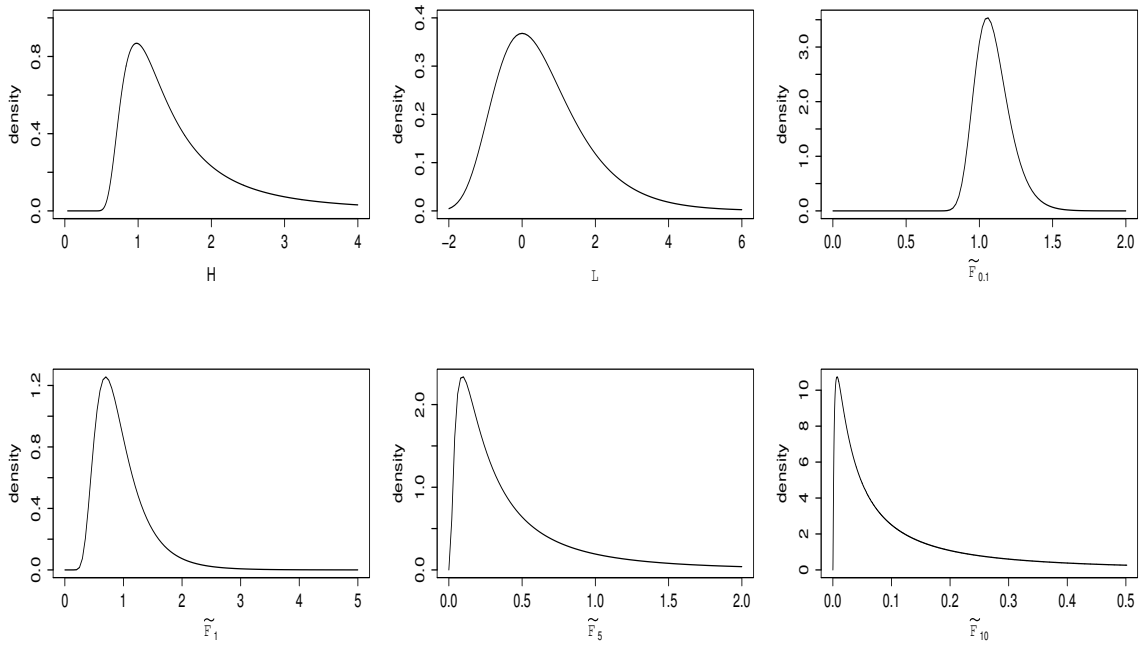 density
0.0 0.4 0.8
0 1 2 3 4
H
density
0.0 0.1 0.2 0.3 0.4
−2 0 2 4 6
L
density
0.0 1.0 2.0 3.0
0.0 0.5 1.0 1.5 2.0
F̃0.1
density
0.0 0.4 0.8 1.2
0 1 2 3 4 5
F̃1
density
0.0 1.0 2.0
0.0 0.5 1.0 1.5 2.0
F̃5
density
0 2 4 6 8 10
0.0 0.1 0.2 0.3 0.4 0.5
F̃10